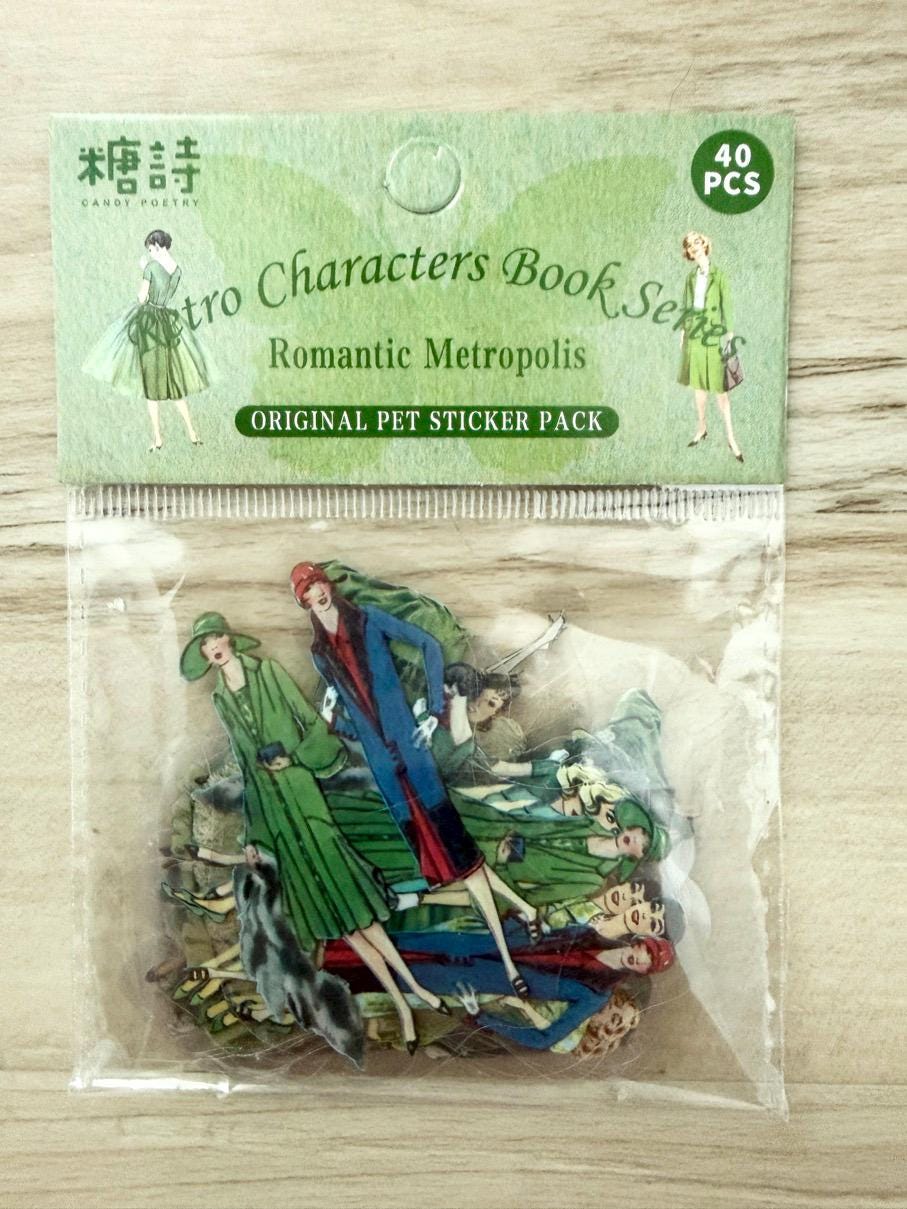 糖詩
CANDY POETRY
40
PCS
Retro Characters Book Series
Romantic Metropolis
ORIGINAL PET STICKER PACK